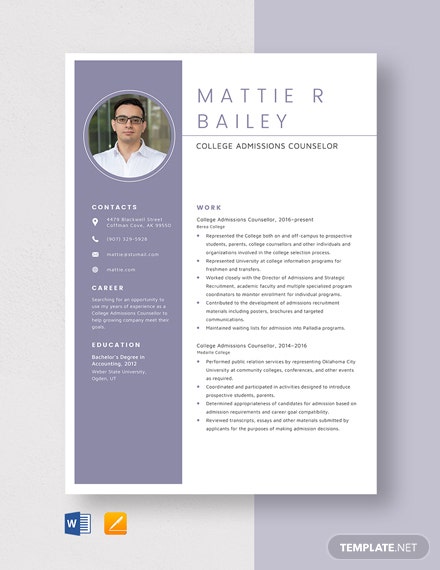 MATTIE R
BAILEY
COLLEGE ADMISSIONS COUNSELOR
CONTACTS
4479 Blackwell Street
Coffman Cove, AK 99550
(907) 329-5928
mattie@stumail.com
mattie.com
CAREER
Searching for an opportunity to
use my years of experience as a
College Admissions Counselor to
help growing company meet their
goals.
EDUCATION
Bachelor's Degree in
Accounting, 2012
Weber State University,
Ogden, UT
WORK
College Admissions Counsellor, 2016-present
Berea College
Represented the College both on and off-campus to prospective
students, parents, college counsellors and other individuals and
organizations involved in the college selection process.
Represented University at college information programs for
freshmen and transfers.
Worked closely with the Director of Admissions and Strategic
Recruitment, academic faculty and multiple specialised program
coordinators to monitor enrollment for individual programs.
Contributed to the development of admissions recruitment
materials including posters, brochures and targeted
communications.
Maintained waiting lists for admission into Palladia programs.
College Admissions Counsellor, 2014-2016
Medaille College
Performed public relation services by representing Oklahoma City
University at community colleges, conferences, and other events
as required.
Coordinated and participated in activities designed to introduce
prospective students, parents.
Determined appropriateness of candidates for admission based on
admission requirements and career goal compatibility.
Reviewed transcripts, essays and other materials submitted by
applicants for the purposes of making admission decisions.
W
TEMPLATE.NET